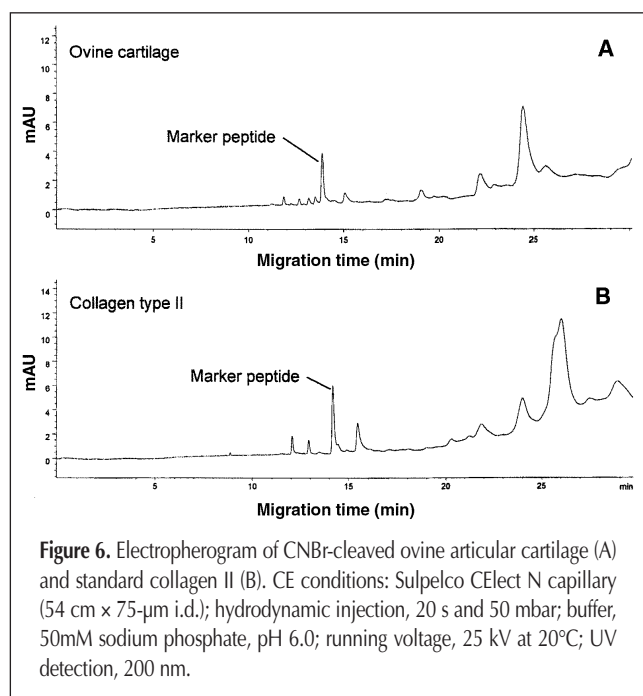 12
10
8
6
4
2
0
mAU
Ovine cartilage
A
Marker peptide
5
10
15
20
25
Migration time (min)
14
12
10
8
6
4
2
0
mAU
Collagen type II
B
Marker peptide
5
10
15
20
25
min
Migration time (min)
Figure 6. Electropherogram of CNBr-cleaved ovine articular cartilage (A)
and standard collagen II (B). CE conditions: Sulpelco CElect N capillary
(54 cm × 75-µm i.d.); hydrodynamic injection, 20 s and 50 mbar; buffer,
50mM sodium phosphate, pH 6.0; running voltage, 25 kV at 20°C; UV
detection, 200 nm.